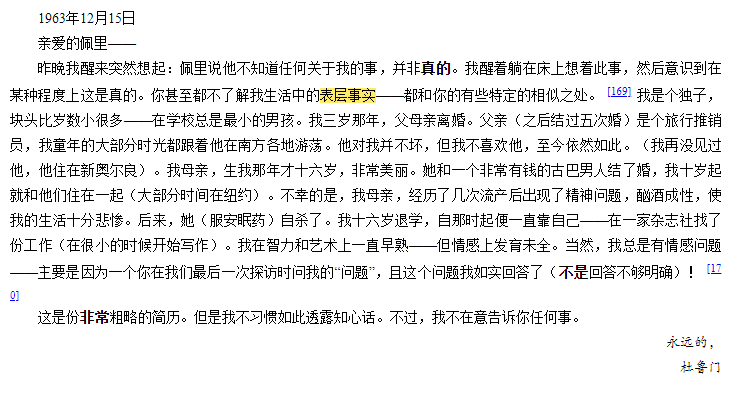 1963年12月15日
亲爱的佩里——
昨晚我醒来突然想起：佩里说他不知道任何关于我的事，并非真的。我醒着躺在床上想着此事，然后意识到在
某种程度上这是真的。你甚至都不了解我生活中的表层事实——都和你的有些特定的相似之处。[169] 我是个独子，
块头比岁数小很多——在学校总是最小的男孩。我三岁那年，父母亲离婚。父亲（之后结过五次婚）是个旅行推销
员，我童年的大部分时光都跟着他在南方各地游荡。他对我并不坏，但我不喜欢他，至今依然如此。（我再没见过
他，他住在新奥尔良）。我母亲，生我那年才十六岁，非常美丽。她和一个非常有钱的古巴男人结了婚，我十岁起
就和他们住在一起（大部分时间在纽约）。不幸的是，我母亲，经历了几次流产后出现了精神问题，酗酒成性，使
我的生活十分悲惨。后来，她（服安眠药）自杀了。我十六岁退学，自那时起便一直靠自己——在一家杂志社找了
份工作（在很小的时候开始写作）。我在智力和艺术上一直早熟——但情感上发育未全。当然，我总是有情感问题
——主要是因为一个你在我们最后一次探访时问我的“问题”，且这个问题我如实回答了（不是回答不够明确）！[17
0]
这是份非常粗略的简历。但是我不习惯如此透露知心话。不过，我不在意告诉你任何事。
永远的，
杜鲁门